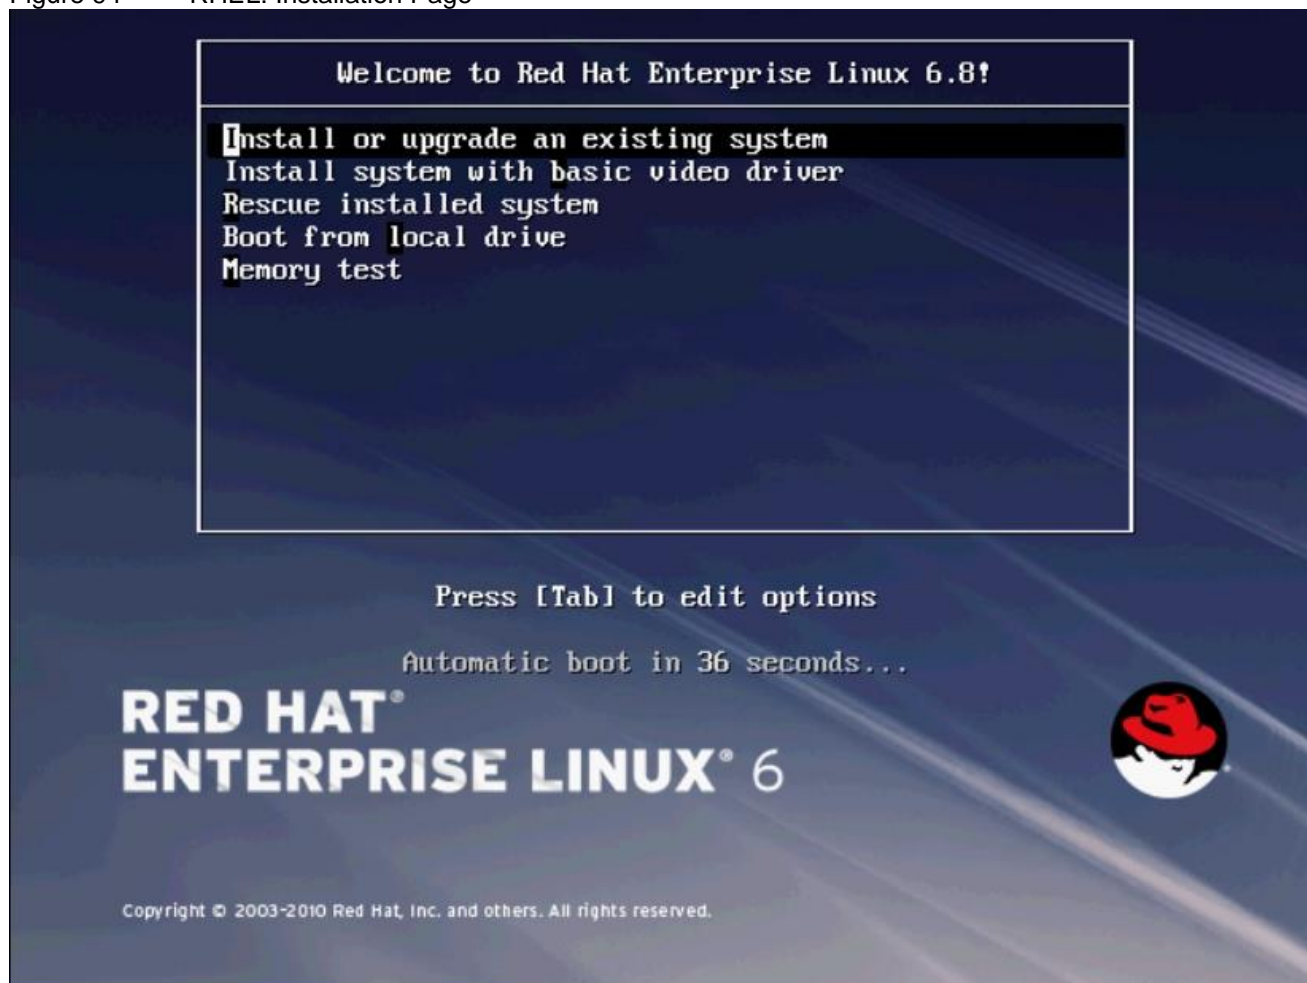 Welcome to Red Hat Enterprise Linux 6.8!
Install or upgrade an existing system
Install system with basic video driver
Rescue installed system
Boot from local drive
Memory test
Press [Tab] to edit options
Automatic boot in 36 seconds...
RED HAT®
ENTERPRISE LINUX® 6
Copyright © 2003-2010 Red Hat, Inc. and others. All rights reserved.